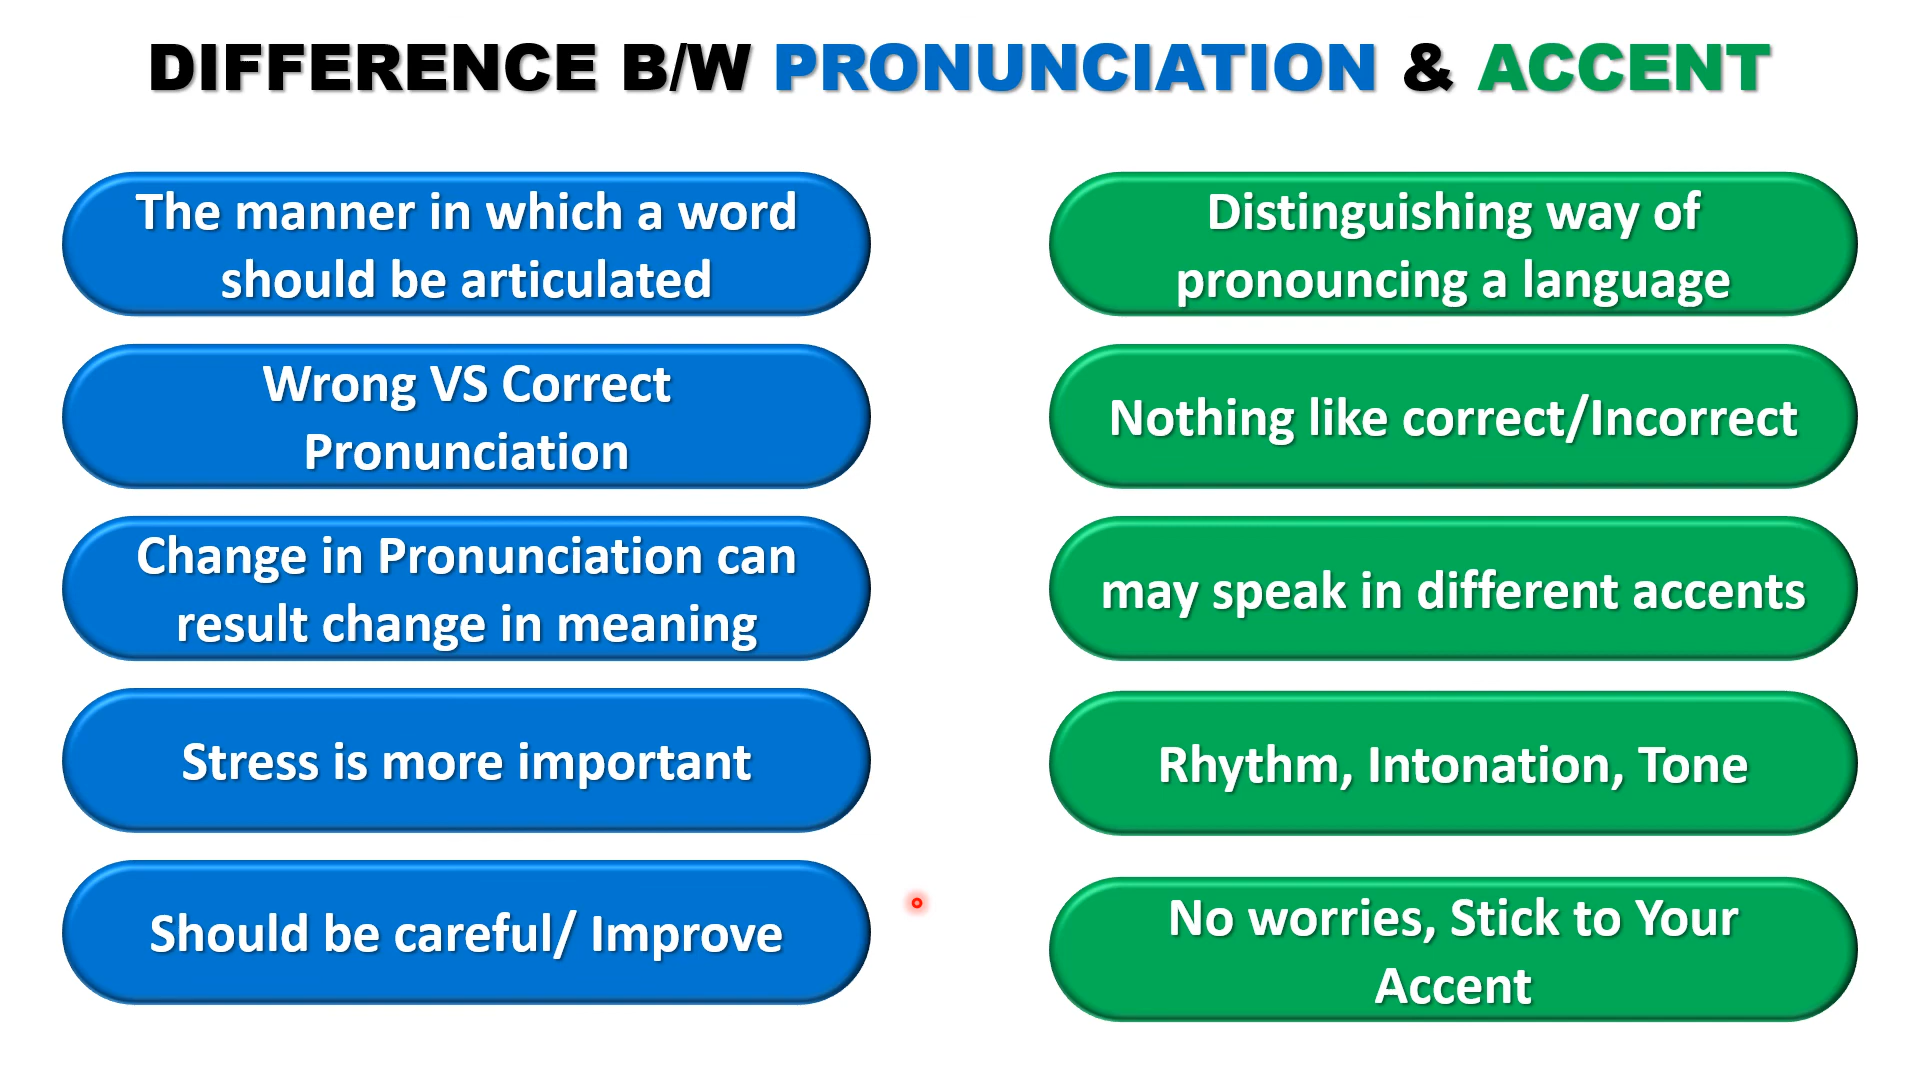 DIFFERENCE B/W PRONUNCIATION & ACCENT
The manner in which a word
should be articulated
Wrong VS Correct
Pronunciation
Change in Pronunciation can
result change in meaning
Stress is more important
Should be careful/ Improve
Distinguishing way of
pronouncing a language
Nothing like correct/Incorrect
may speak in different accents
Rhythm, Intonation, Tone
No worries, Stick to Your
Accent